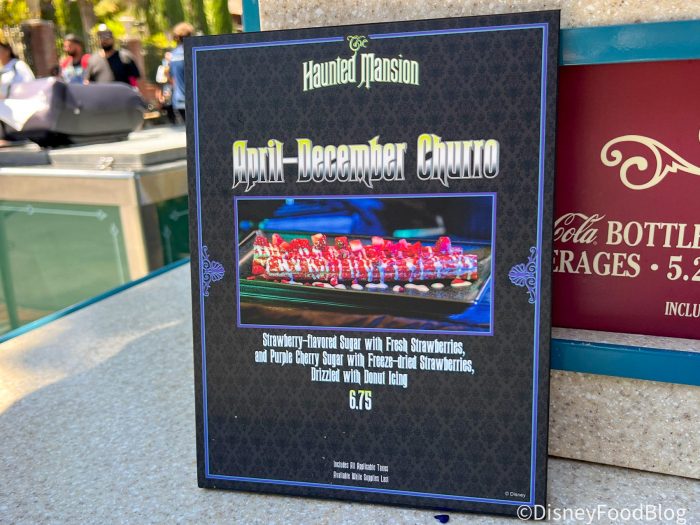 The
Haunted Mansion
April-December Churro
Strawberry-flavored Sugar with Fresh Strawberries,
and Purple Cherry Sugar with Freeze-dried Strawberries,
Drizzled with Donut Icing
6.75
Includes All Applicable Taxes
Available While Supplies Last
© Disney
Cola BOTTLE
ERAGES • 5.2
INCLU
©DisneyFoodBlog